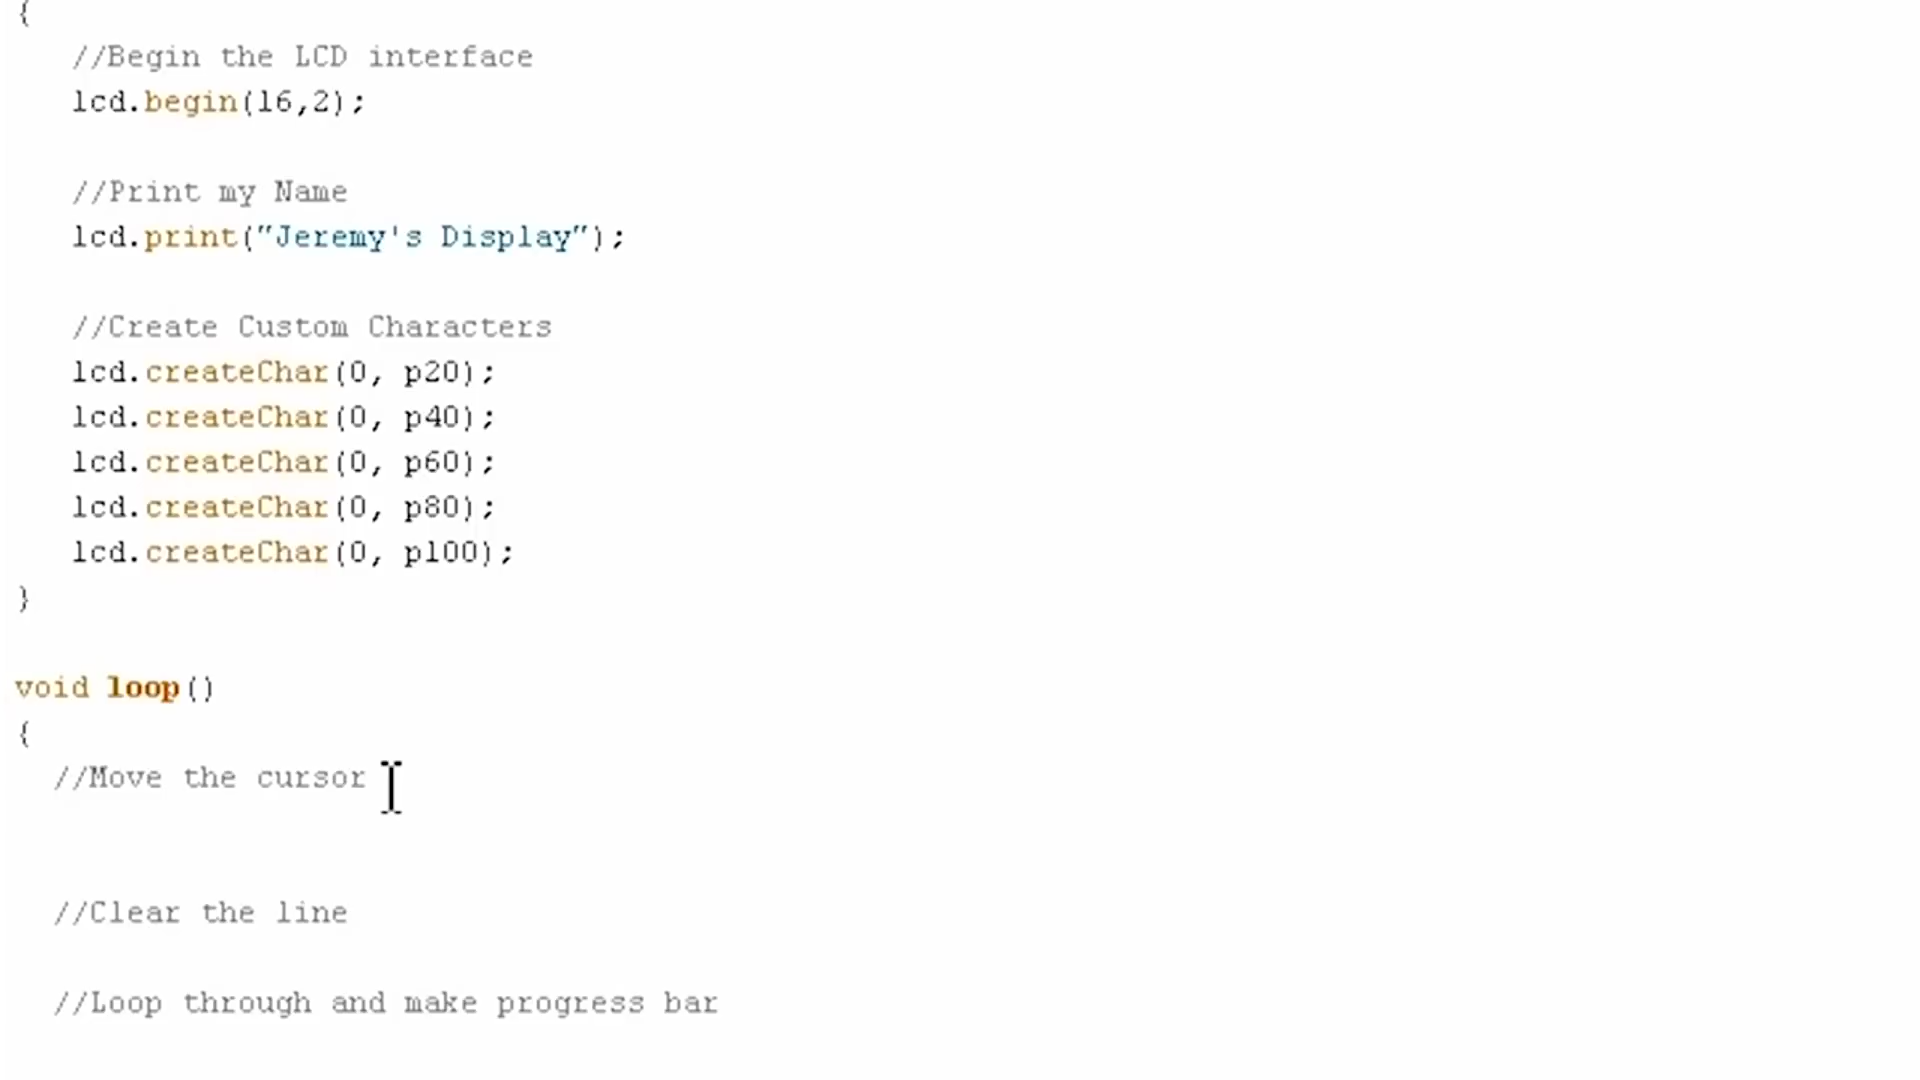 {
//Begin the LCD interface
lcd.begin(16,2);
//Print my Name
lcd.print("Jeremy's Display");
//Create Custom Characters
lcd.createChar(0, p20);
lcd.createChar(0, p40);
lcd.createChar(0, p60);
lcd.createChar(0, p80);
lcd.createChar(0, p100);
}
void loop()
{
//Move the cursor
//Clear the line
//Loop through and make progress bar